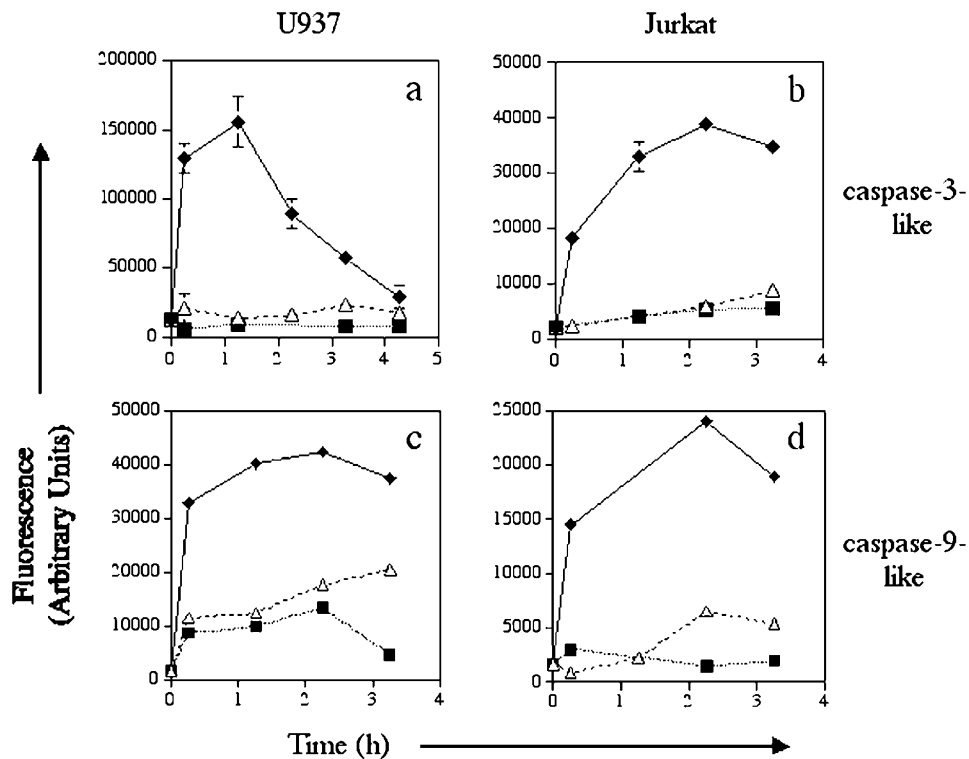 U937
Jurkat
200000
150000
100000
50000
0
0 1 2 3 4 5
a
50000
40000
30000
20000
10000
0
0 1 2 3 4
b
caspase-3-
like
50000
40000
30000
20000
10000
0
0 1 2 3 4
c
25000
20000
15000
10000
5000
0
0 1 2 3 4
d
caspase-9-
like
Fluorescence
(Arbitrary Units)
Time (h)